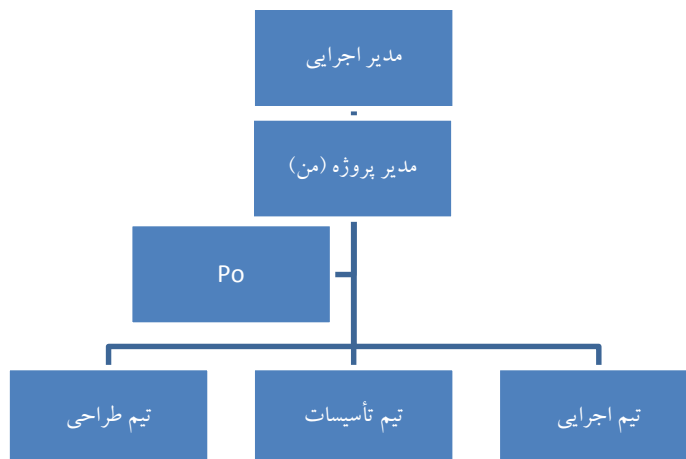 مدیر اجرایی
مدیر پروژه (من)
Po
تیم اجرایی
تیم تأسیسات
تیم طراحی